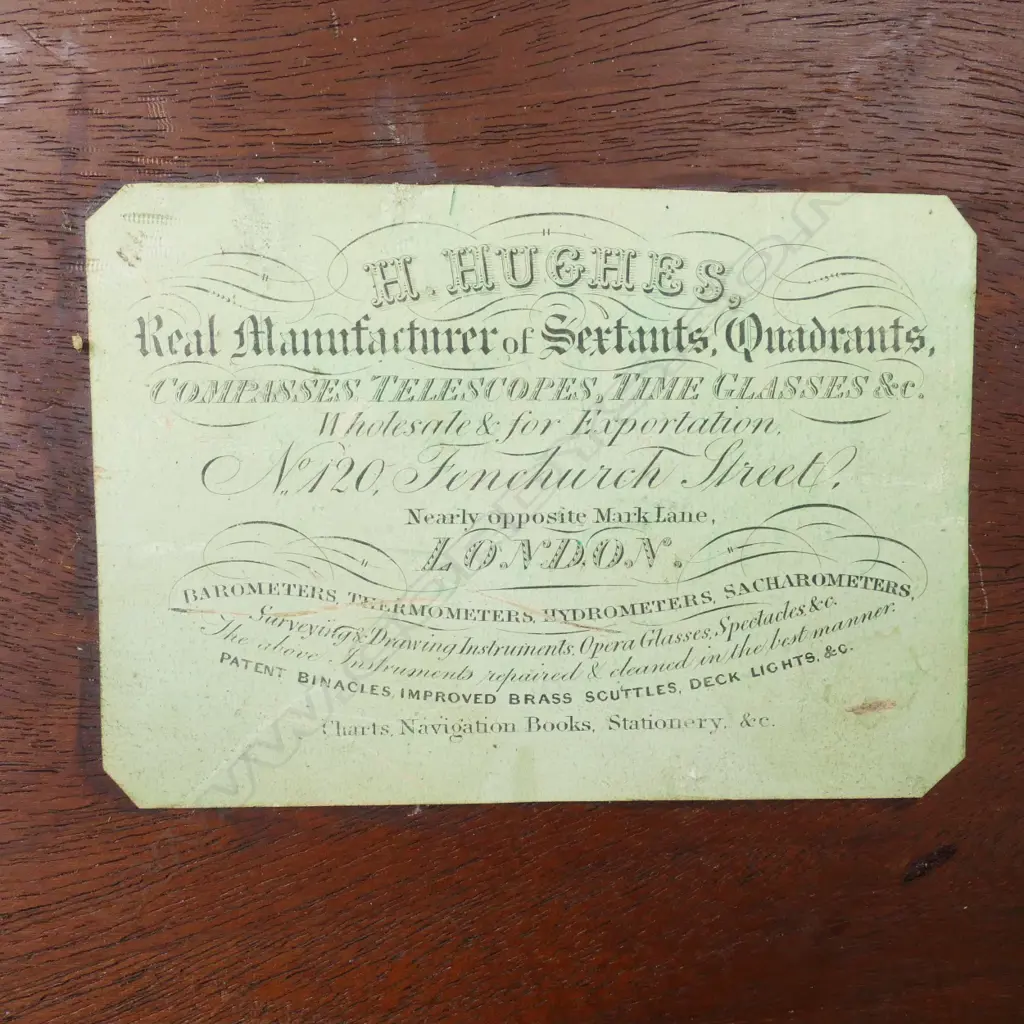 H. HUGHES,
Real Manufacturer of Sextants, Quadrants,
COMPASSES TELESCOPES, TIME GLASSES &c.
Wholesale & for Exportation,
No. 120, Fenchurch Street,
Nearly opposite Mark Lane,
LONDON.
BAROMETERS, THERMOMETERS, HYDROMETERS, SACHAROMETERS,
Surveying & Drawing Instruments, Opera Glasses, Spectacles, &c.
The above Instruments repaired & cleaned in the best manner.
PATENT BINACLES, IMPROVED BRASS SCUTTLES, DECK LIGHTS, &c.
Charts, Navigation Books, Stationery, &c.